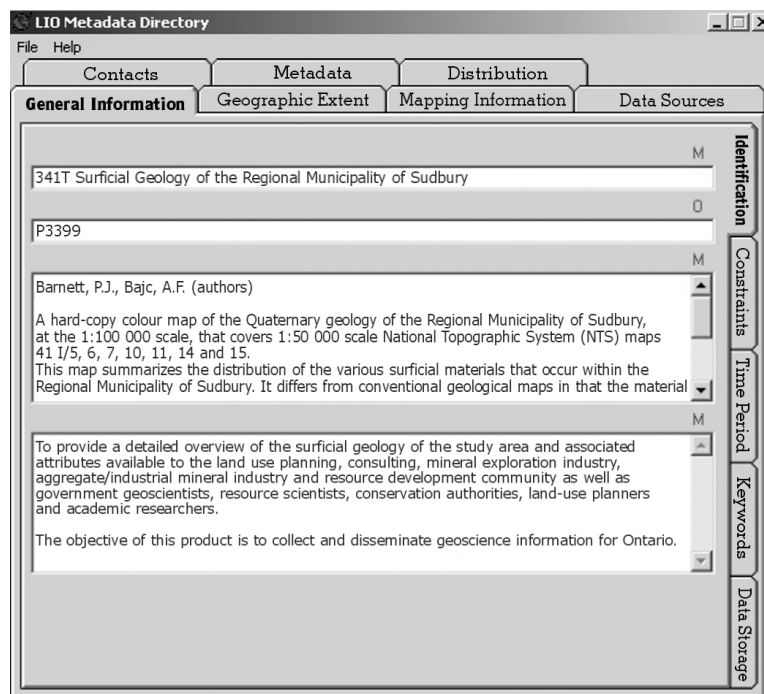 LIO Metadata Directory
File Help
Contacts Metadata Distribution
General Information Geographic Extent Mapping Information Data Sources
M
341T Surficial Geology of the Regional Municipality of Sudbury
O
P3399
M
Barnett, P.J., Bajc, A.F. (authors)
A hard-copy colour map of the Quaternary geology of the Regional Municipality of Sudbury,
at the 1:100 000 scale, that covers 1:50 000 scale National Topographic System (NTS) maps
41 I/5, 6, 7, 10, 11, 14 and 15.
This map summarizes the distribution of the various surficial materials that occur within the
Regional Municipality of Sudbury. It differs from conventional geological maps in that the material
M
To provide a detailed overview of the surficial geology of the study area and associated
attributes available to the land use planning, consulting, mineral exploration industry,
aggregate/industrial mineral industry and resource development community as well as
government geoscientists, resource scientists, conservation authorities, land-use planners
and academic researchers.
The objective of this product is to collect and disseminate geoscience information for Ontario.
Identification
Constraints
Time Period
Keywords
Data Storage